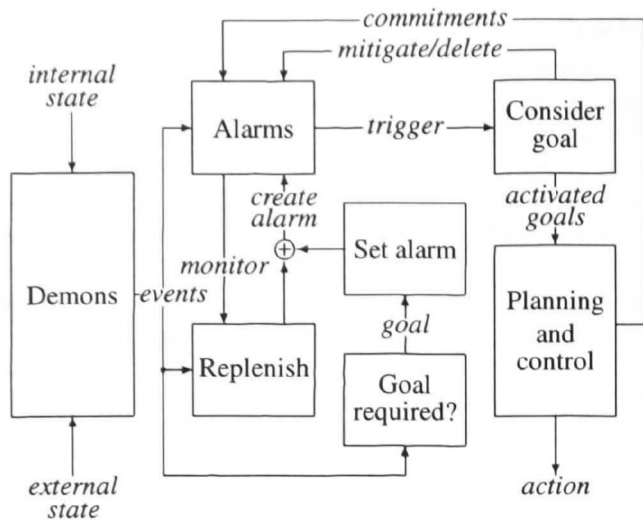 commitments
mitigate/delete
internal
state
Alarms
trigger
Consider
goal
create
alarm
activated
goals
Set alarm
monitor
Demons
events
Planning
and
control
goal
Replenish
Goal
required?
external
state
action